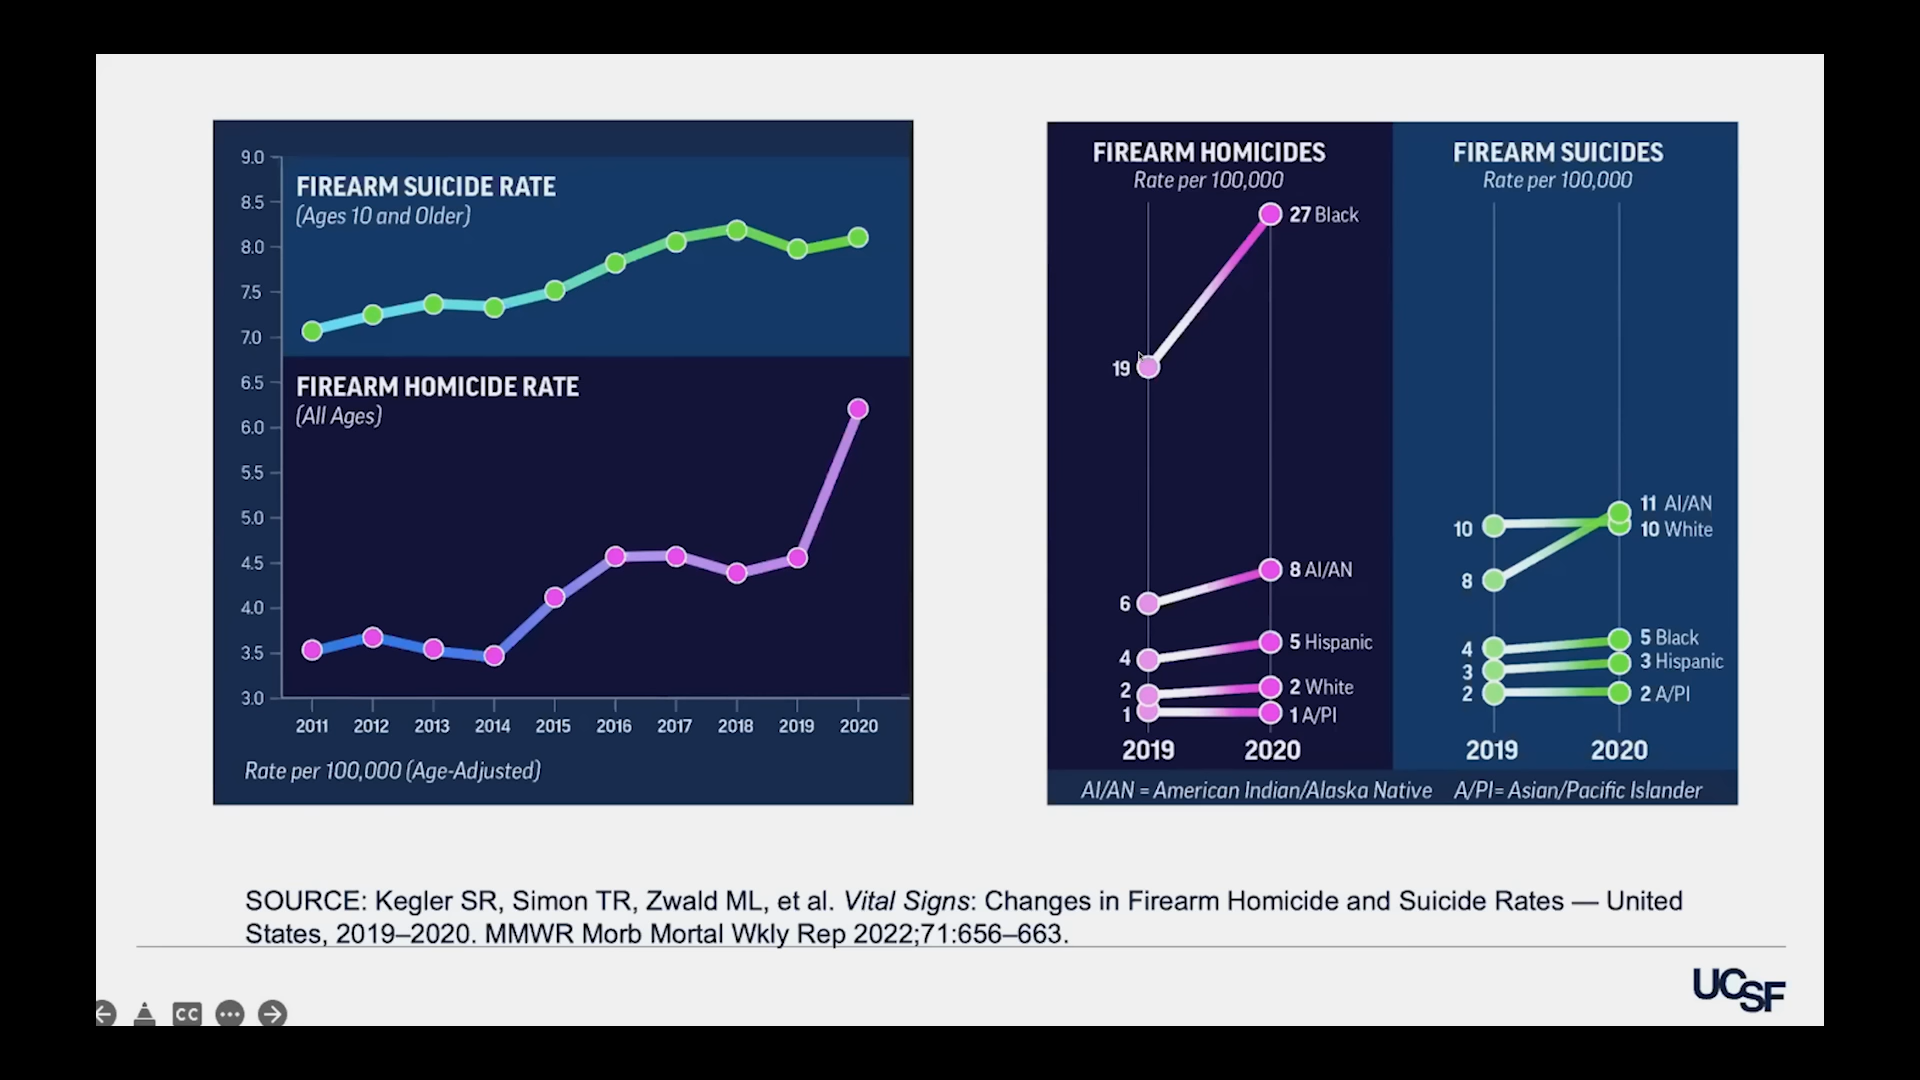 9.0
8.5
8.0
7.5
7.0
6.5
6.0
5.5
5.0
4.5
4.0
3.5
3.0
FIREARM SUICIDE RATE
(Ages 10 and Older)
FIREARM HOMICIDE RATE
(All Ages)
2011 2012 2013 2014 2015 2016 2017 2018 2019 2020
Rate per 100,000 (Age-Adjusted)
FIREARM HOMICIDES
Rate per 100,000
27 Black
19
8 AI/AN
6
5 Hispanic
4
2 White
2
1 A/PI
1
2019 2020
FIREARM SUICIDES
Rate per 100,000
11 AI/AN
10 10 White
8
5 Black
4
3 Hispanic
3
2 2 A/PI
2019 2020
AI/AN = American Indian/Alaska Native A/PI= Asian/Pacific Islander
SOURCE: Kegler SR, Simon TR, Zwald ML, et al. Vital Signs: Changes in Firearm Homicide and Suicide Rates — United
States, 2019–2020. MMWR Morb Mortal Wkly Rep 2022;71:656–663.
UCSF
CC